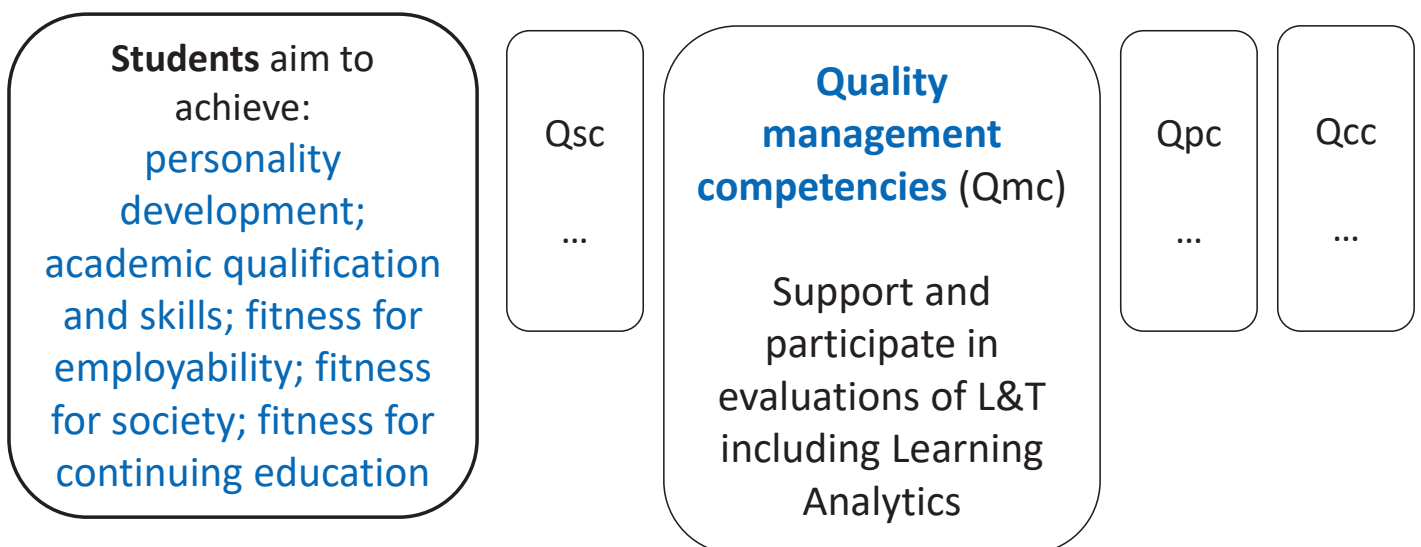 Students aim to
achieve:
personality
development;
academic qualification
and skills; fitness for
employability; fitness
for society; fitness for
continuing education
Qsc
...
Quality
management
competencies (Qmc)
...
Support and
participate in
evaluations of L&T
including Learning
Analytics
Qpc
...
Qcc
...